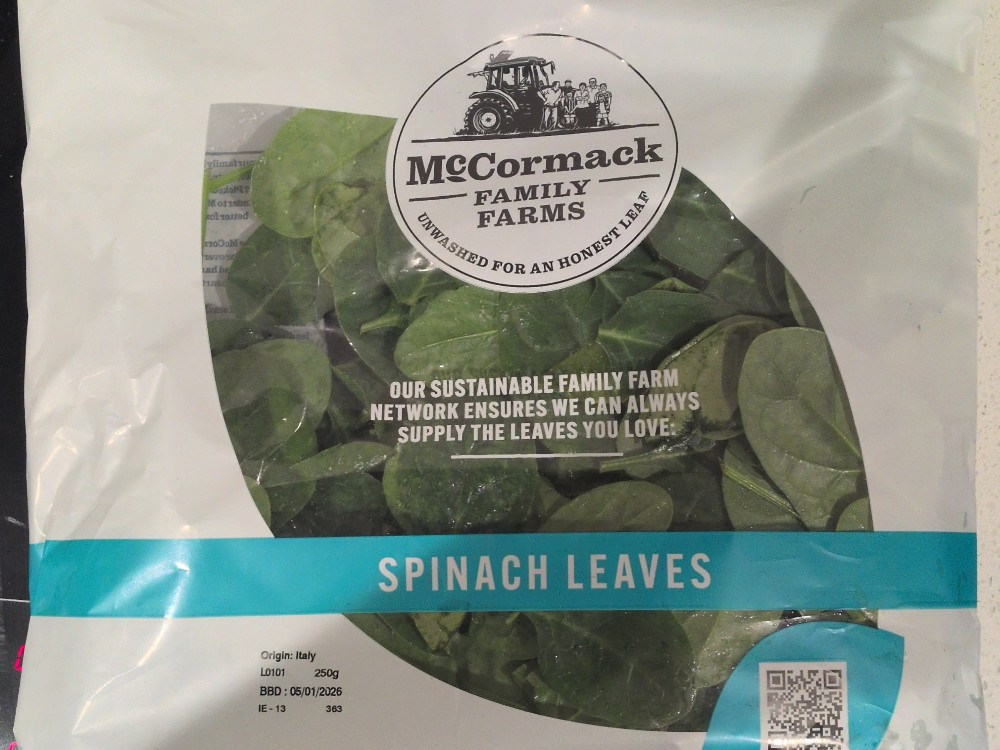 McCormack
FAMILY
FARMS
UNWASHED FOR AN HONEST LEAF
OUR SUSTAINABLE FAMILY FARM
NETWORK ENSURES WE CAN ALWAYS
SUPPLY THE LEAVES YOU LOVE.
SPINACH LEAVES
Origin: Italy
L0101 250g
BBD : 05/01/2026
IE - 13 363